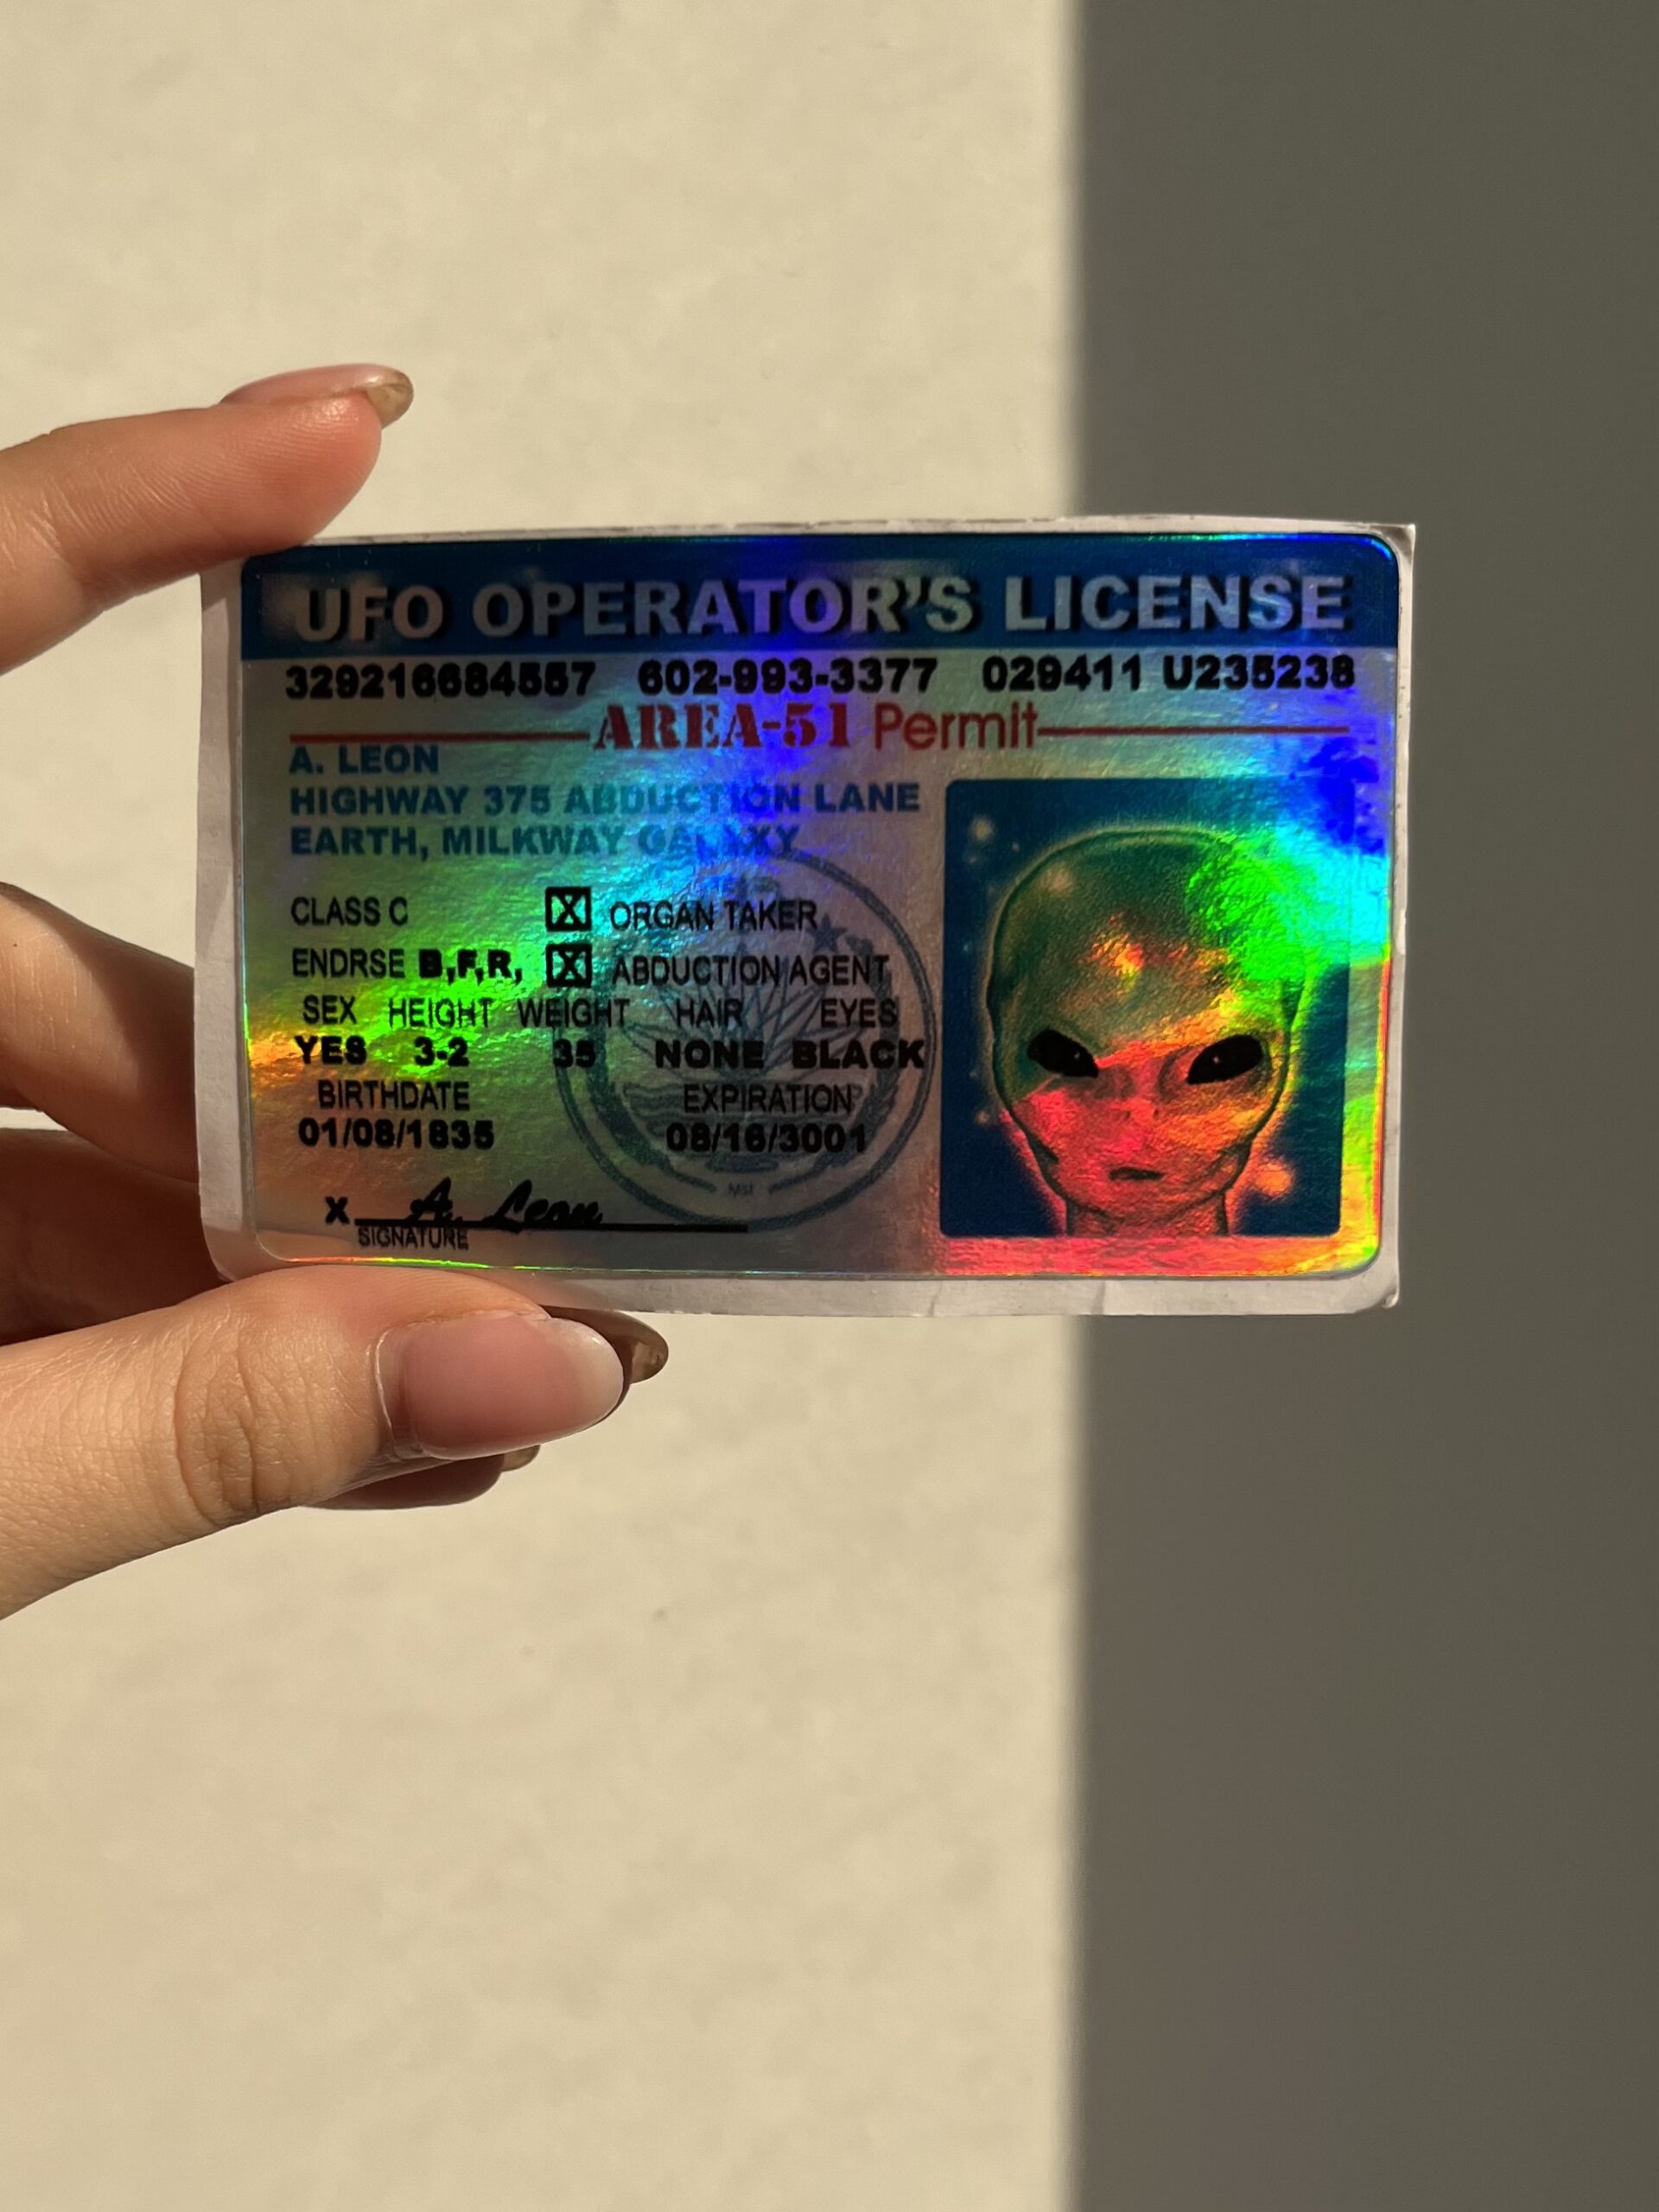 UFO OPERATOR'S LICENSE
329216684557 602-993-3377 029411 U235238
AREA-51 Permit
A. LEON
HIGHWAY 375 ABDUCTION LANE
EARTH, MILKWAY GALAXY
CLASS C X ORGAN TAKER
ENDRSE B,F,R, X ABDUCTION AGENT
SEX HEIGHT WEIGHT HAIR EYES
YES 3-2 35 NONE BLACK
BIRTHDATE EXPIRATION
01/08/1835 08/16/3001
MSI
X A. Leon
SIGNATURE